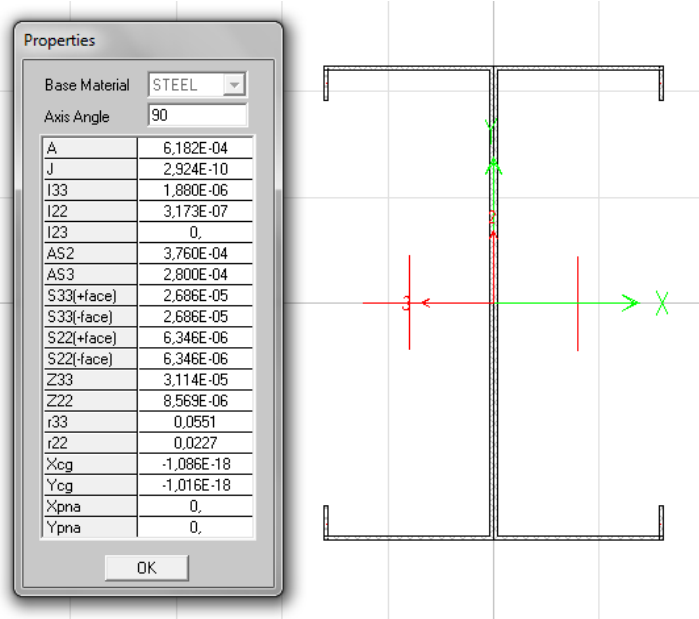 Properties
Base Material STEEL
Axis Angle 90
A 6,182E-04
J 2,924E-10
I33 1,880E-06
I22 3,173E-07
I23 0,
AS2 3,760E-04
AS3 2,800E-04
S33(+face) 2,686E-05
S33(-face) 2,686E-05
S22(+face) 6,346E-06
S22(-face) 6,346E-06
Z33 3,114E-05
Z22 8,569E-06
r33 0,0551
r22 0,0227
Xcg -1,086E-18
Ycg -1,016E-18
Xpna 0,
Ypna 0,
OK
Y
2
3
X